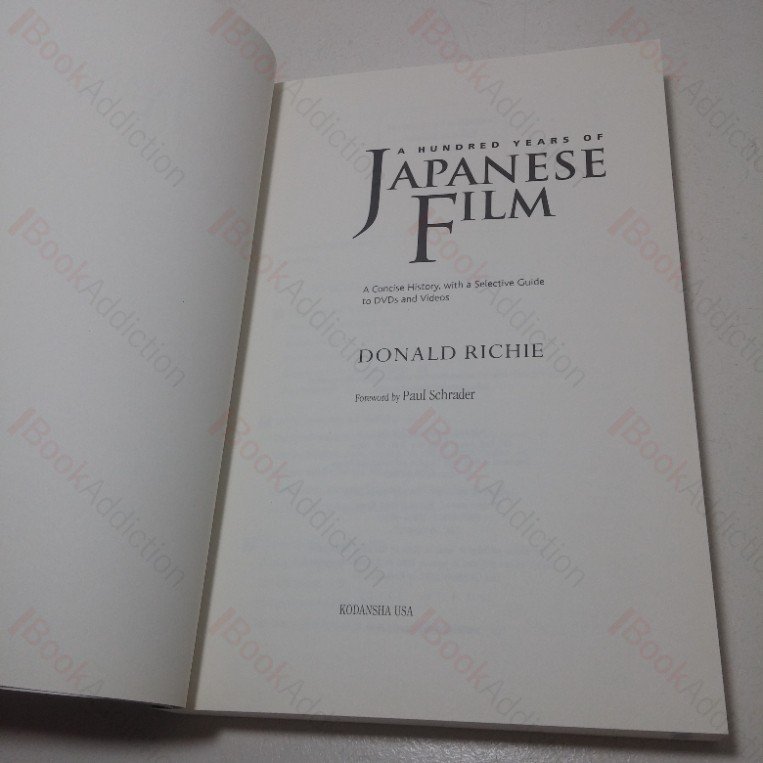 A HUNDRED YEARS OF
JAPANESE
FILM
A Concise History, with a Selective Guide
to DVDs and Videos
DONALD RICHIE
Foreword by Paul Schrader
KODANSHA USA
BookAddiction